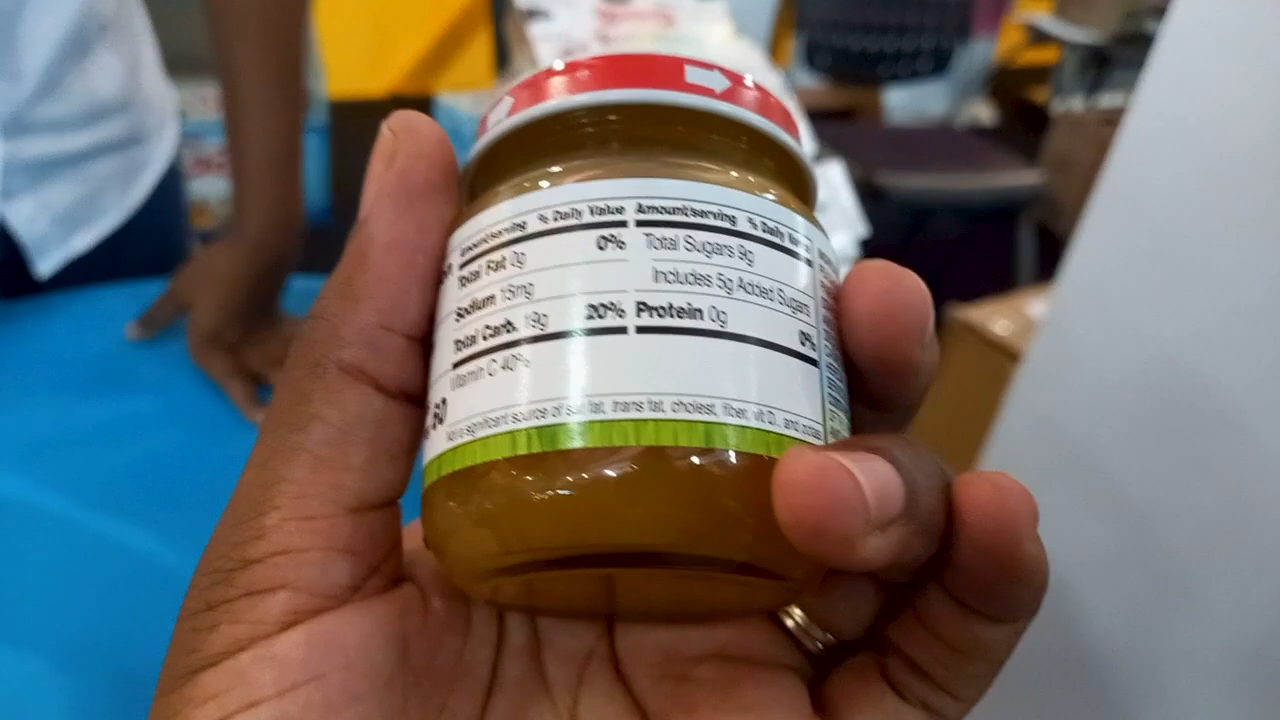 Amount/serving % Daily Value
Total Fat 0g 0%
Sodium 15mg
Total Carb. 19g 20%
Vitamin C 40%
Amount/serving % Daily
Total Sugars 9g
Includes 5g Added Sugars
Protein 0g 0%
60
significant source of sat fat, trans fat, cholest, fiber, vit D, and